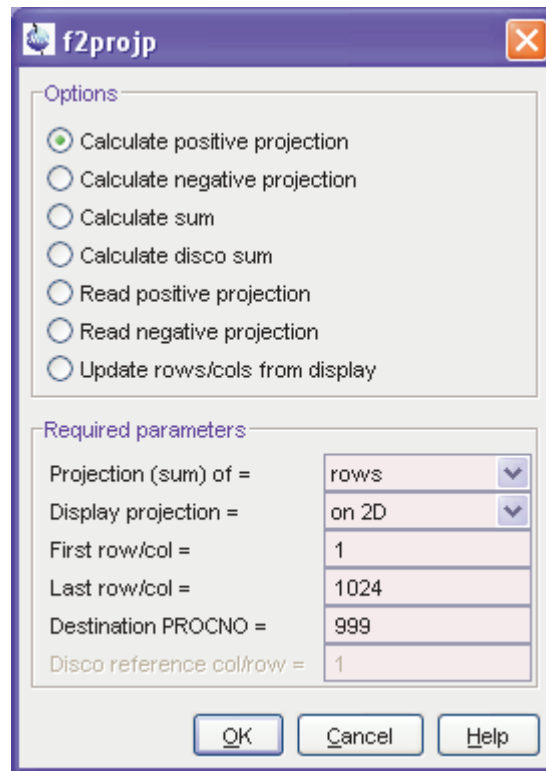 f2projp
Options
Calculate positive projection
Calculate negative projection
Calculate sum
Calculate disco sum
Read positive projection
Read negative projection
Update rows/cols from display
Required parameters
Projection (sum) of = rows
Display projection = on 2D
First row/col = 1
Last row/col = 1024
Destination PROCNO = 999
Disco reference col/row = 1
OK Cancel Help